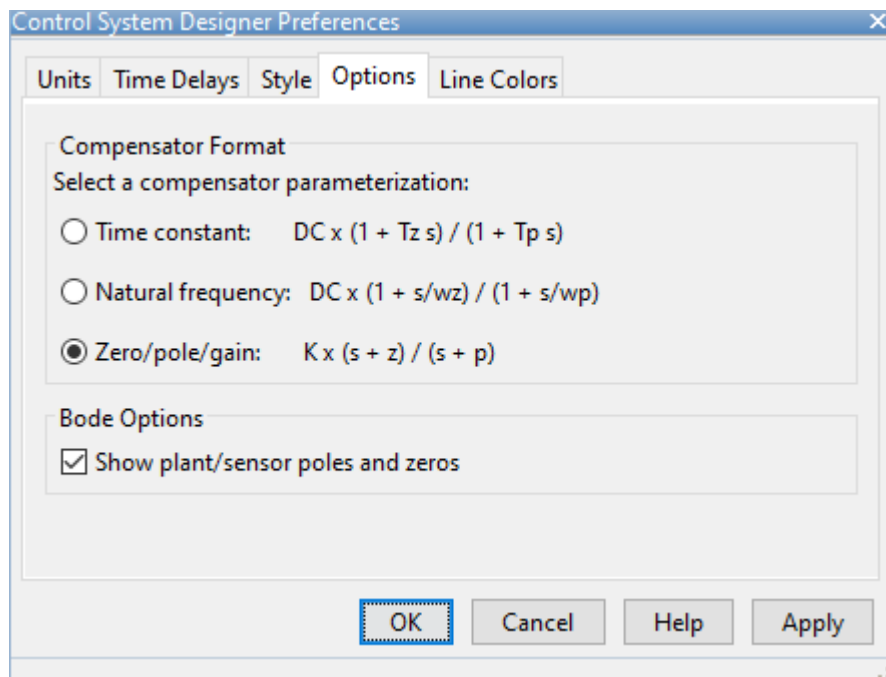 Control System Designer Preferences
Units Time Delays Style Options Line Colors
Compensator Format
Select a compensator parameterization:
Time constant: DC x (1 + Tz s) / (1 + Tp s)
Natural frequency: DC x (1 + s/wz) / (1 + s/wp)
Zero/pole/gain: K x (s + z) / (s + p)
Bode Options
Show plant/sensor poles and zeros
OK Cancel Help Apply